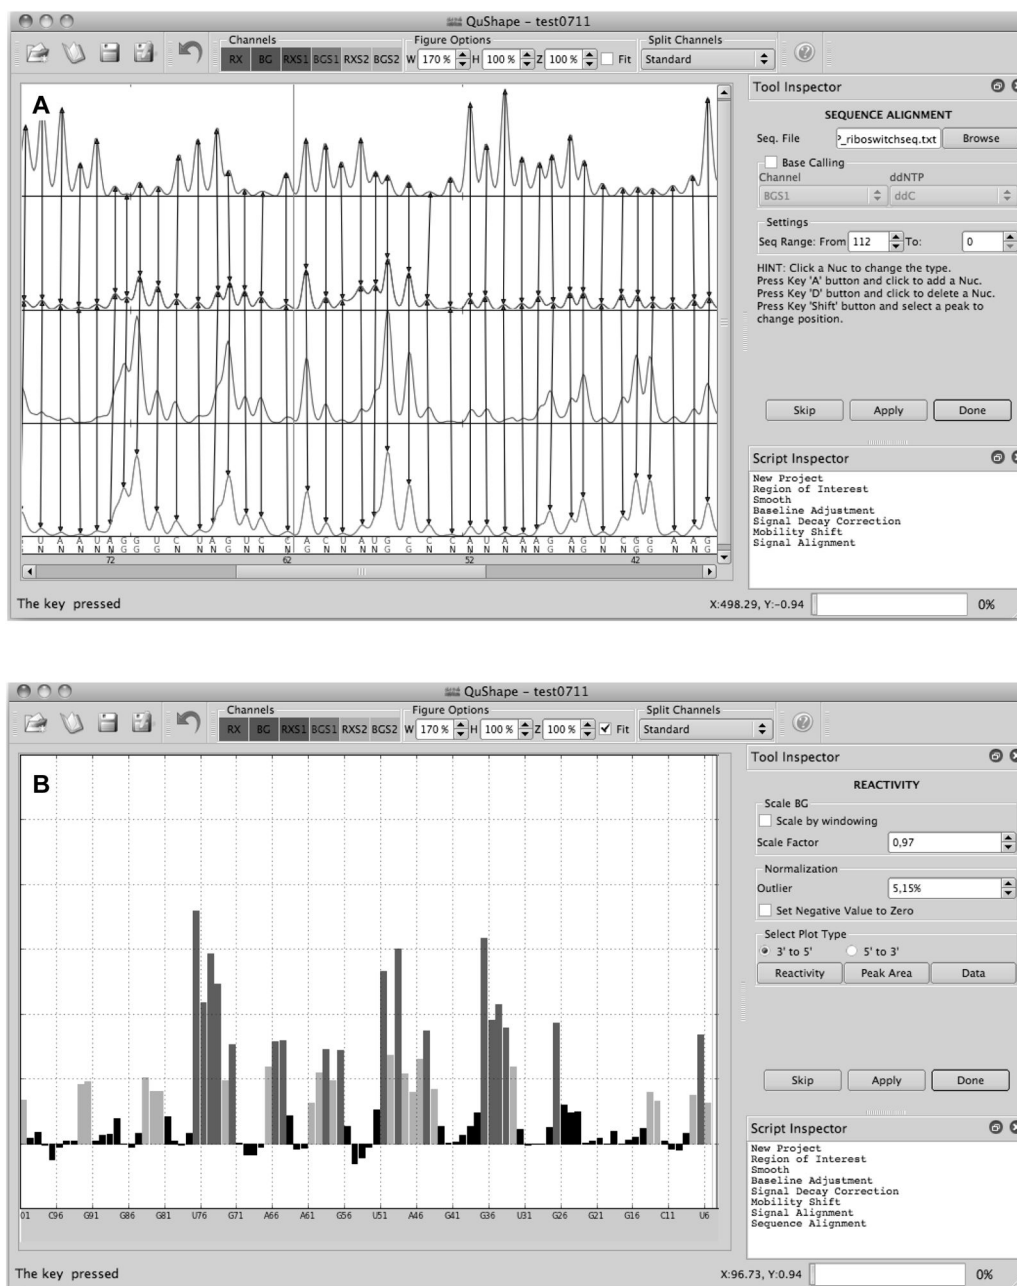 QuShape - test0711
Channels Figure Options Split Channels
RX BG RXS1 BGS1 RXS2 BGS2 W 170 % H 100 % Z 100 % Fit Standard
A
Tool Inspector
SEQUENCE ALIGNMENT
Seq. File _riboswitchseq.txt Browse
Base Calling
Channel ddNTP
BGS1 ddC
Settings
Seq Range: From 112 To: 0
HINT: Click a Nuc to change the type.
Press Key 'A' button and click to add a Nuc.
Press Key 'D' button and click to delete a Nuc.
Press Key 'Shift' button and select a peak to
change position.
Skip Apply Done
Script Inspector
New Project
Region of Interest
Smooth
Baseline Adjustment
Signal Decay Correction
Mobility Shift
Signal Alignment
72 62 52 42
The key pressed X:498.29, Y:-0.94 0%
QuShape - test0711
Channels Figure Options Split Channels
RX BG RXS1 BGS1 RXS2 BGS2 W 170 % H 100 % Z 100 % Fit Standard
B
Tool Inspector
REACTIVITY
Scale BG
Scale by windowing
Scale Factor 0,97
Normalization
Outlier 5,15%
Set Negative Value to Zero
Select Plot Type
3' to 5' 5' to 3'
Reactivity Peak Area Data
Skip Apply Done
Script Inspector
New Project
Region of Interest
Smooth
Baseline Adjustment
Signal Decay Correction
Mobility Shift
Signal Alignment
Sequence Alignment
01 C96 G91 G86 G81 U76 G71 A66 A61 G56 U51 A46 G41 G36 U31 G26 G21 G16 C11 U6
The key pressed X:96.73, Y:0.94 0%